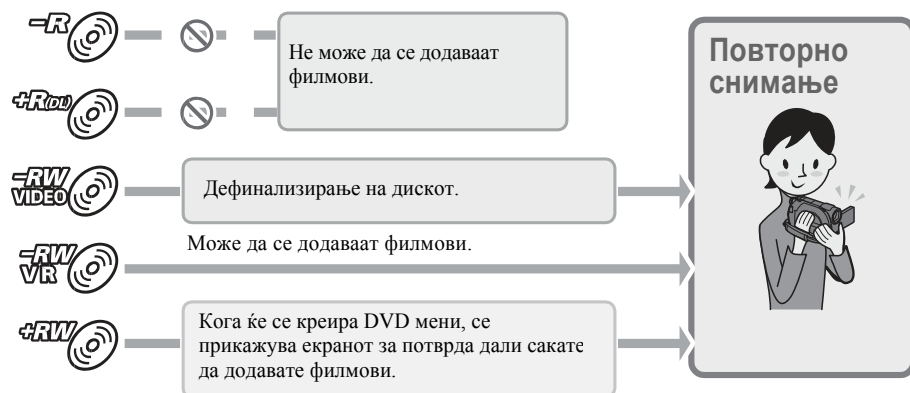 -R
Не може да се додаваат
филмови.
+R(DL)
Повторно
снимање
-RW
VIDEO
Дефинализирање на дискот.
Може да се додаваат филмови.
-RW
VR
+RW
Кога ќе се креира DVD мени, се
прикажува екранот за потврда дали сакате
да додавате филмови.